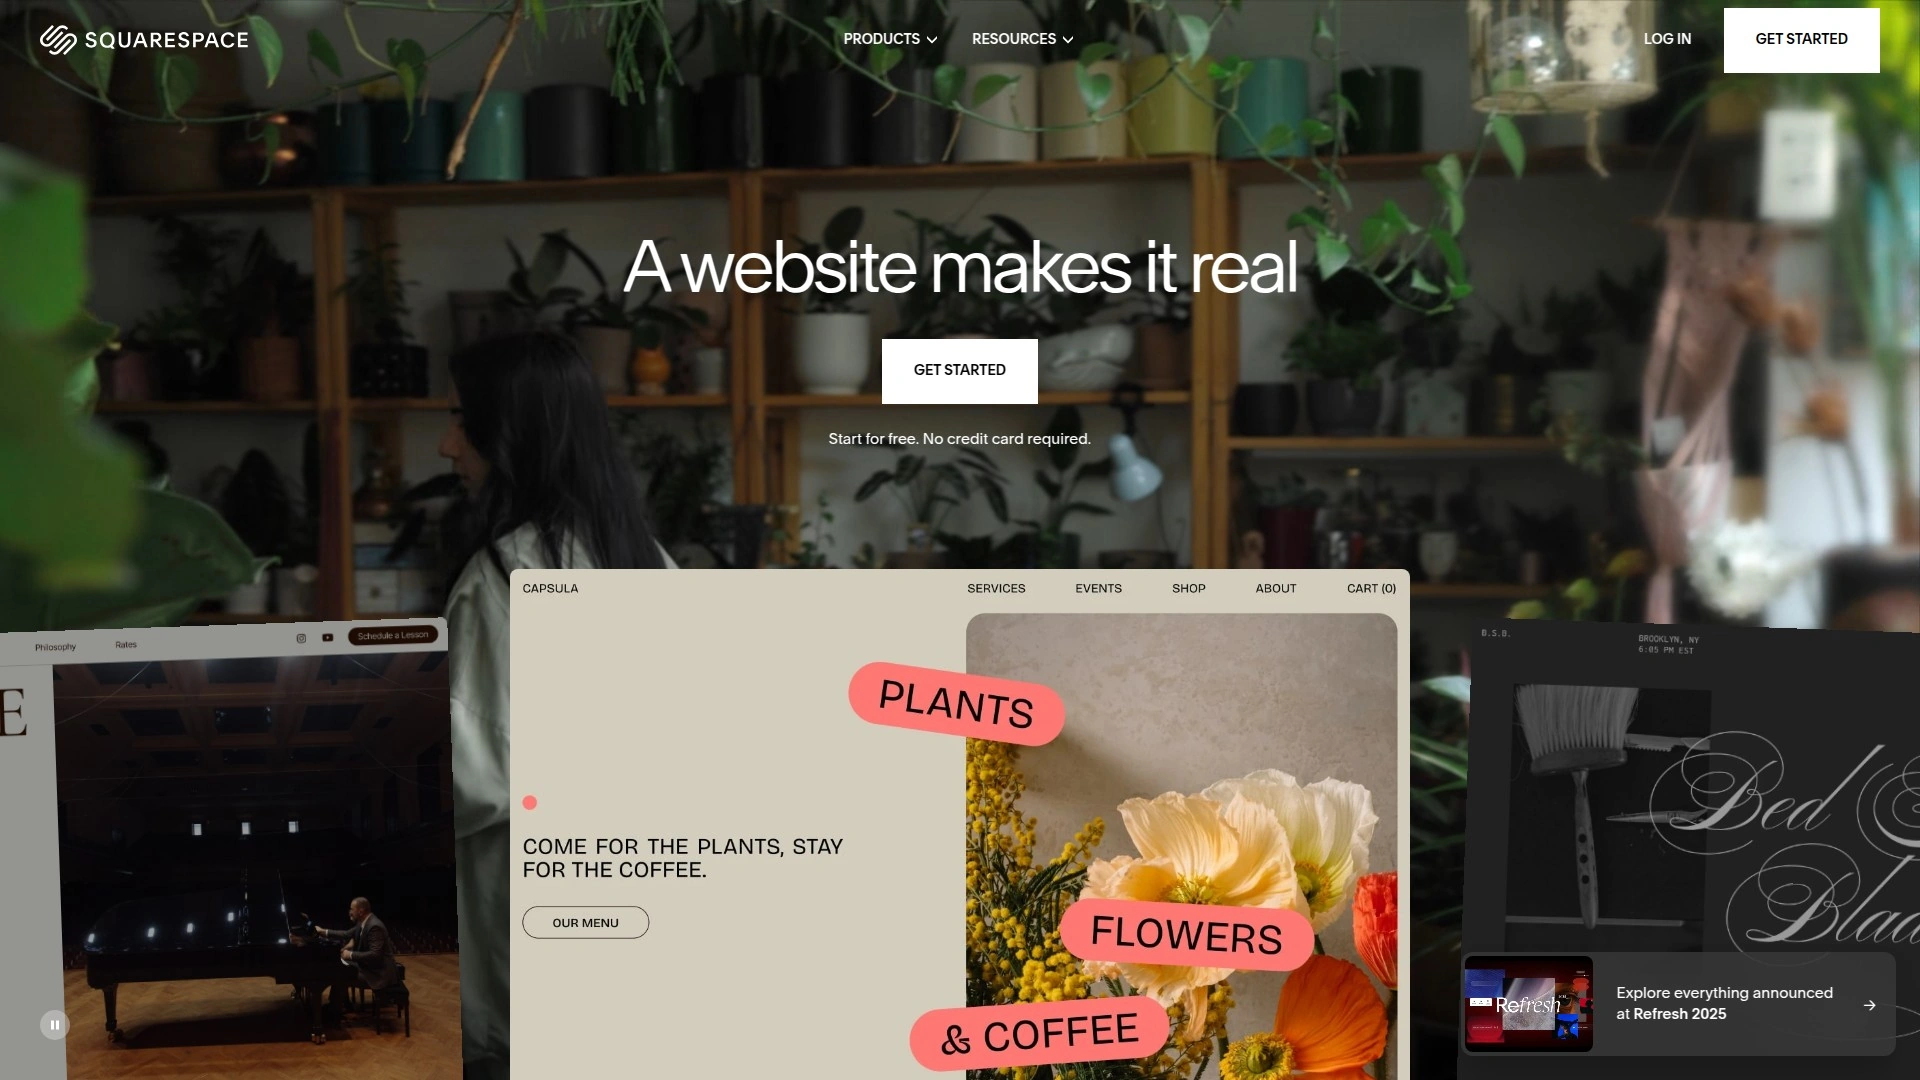 SQUARESPACE
PRODUCTS
RESOURCES
LOG IN
GET STARTED
A website makes it real
GET STARTED
Start for free. No credit card required.
CAPSULA
SERVICES
EVENTS
SHOP
ABOUT
CART (0)
Philosophy
Rates
Schedule a Lesson
E
B.S.B.
BROOKLYN, NY
6:05 PM EST
PLANTS
COME FOR THE PLANTS, STAY
FOR THE COFFEE.
OUR MENU
FLOWERS
& COFFEE
Bed
Refresh
Explore everything announced
at Refresh 2025